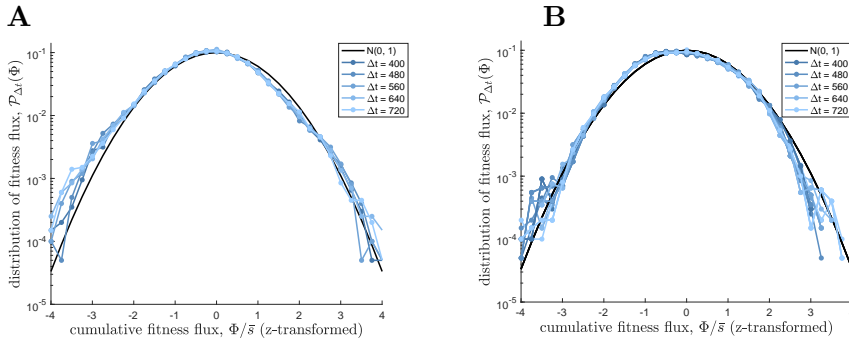 A
distribution of fitness flux, 𝒫_Δt(Φ)
10^-1
10^-2
10^-3
10^-4
10^-5
-4 -3 -2 -1 0 1 2 3 4
cumulative fitness flux, Φ/s̄ (z-transformed)
N(0, 1)
Δt = 400
Δt = 480
Δt = 560
Δt = 640
Δt = 720
B
distribution of fitness flux, 𝒫_Δt(Φ)
10^-1
10^-2
10^-3
10^-4
10^-5
-4 -3 -2 -1 0 1 2 3
cumulative fitness flux, Φ/s̄ (z-transformed)
N(0, 1)
Δt = 400
Δt = 480
Δt = 560
Δt = 640
Δt = 720